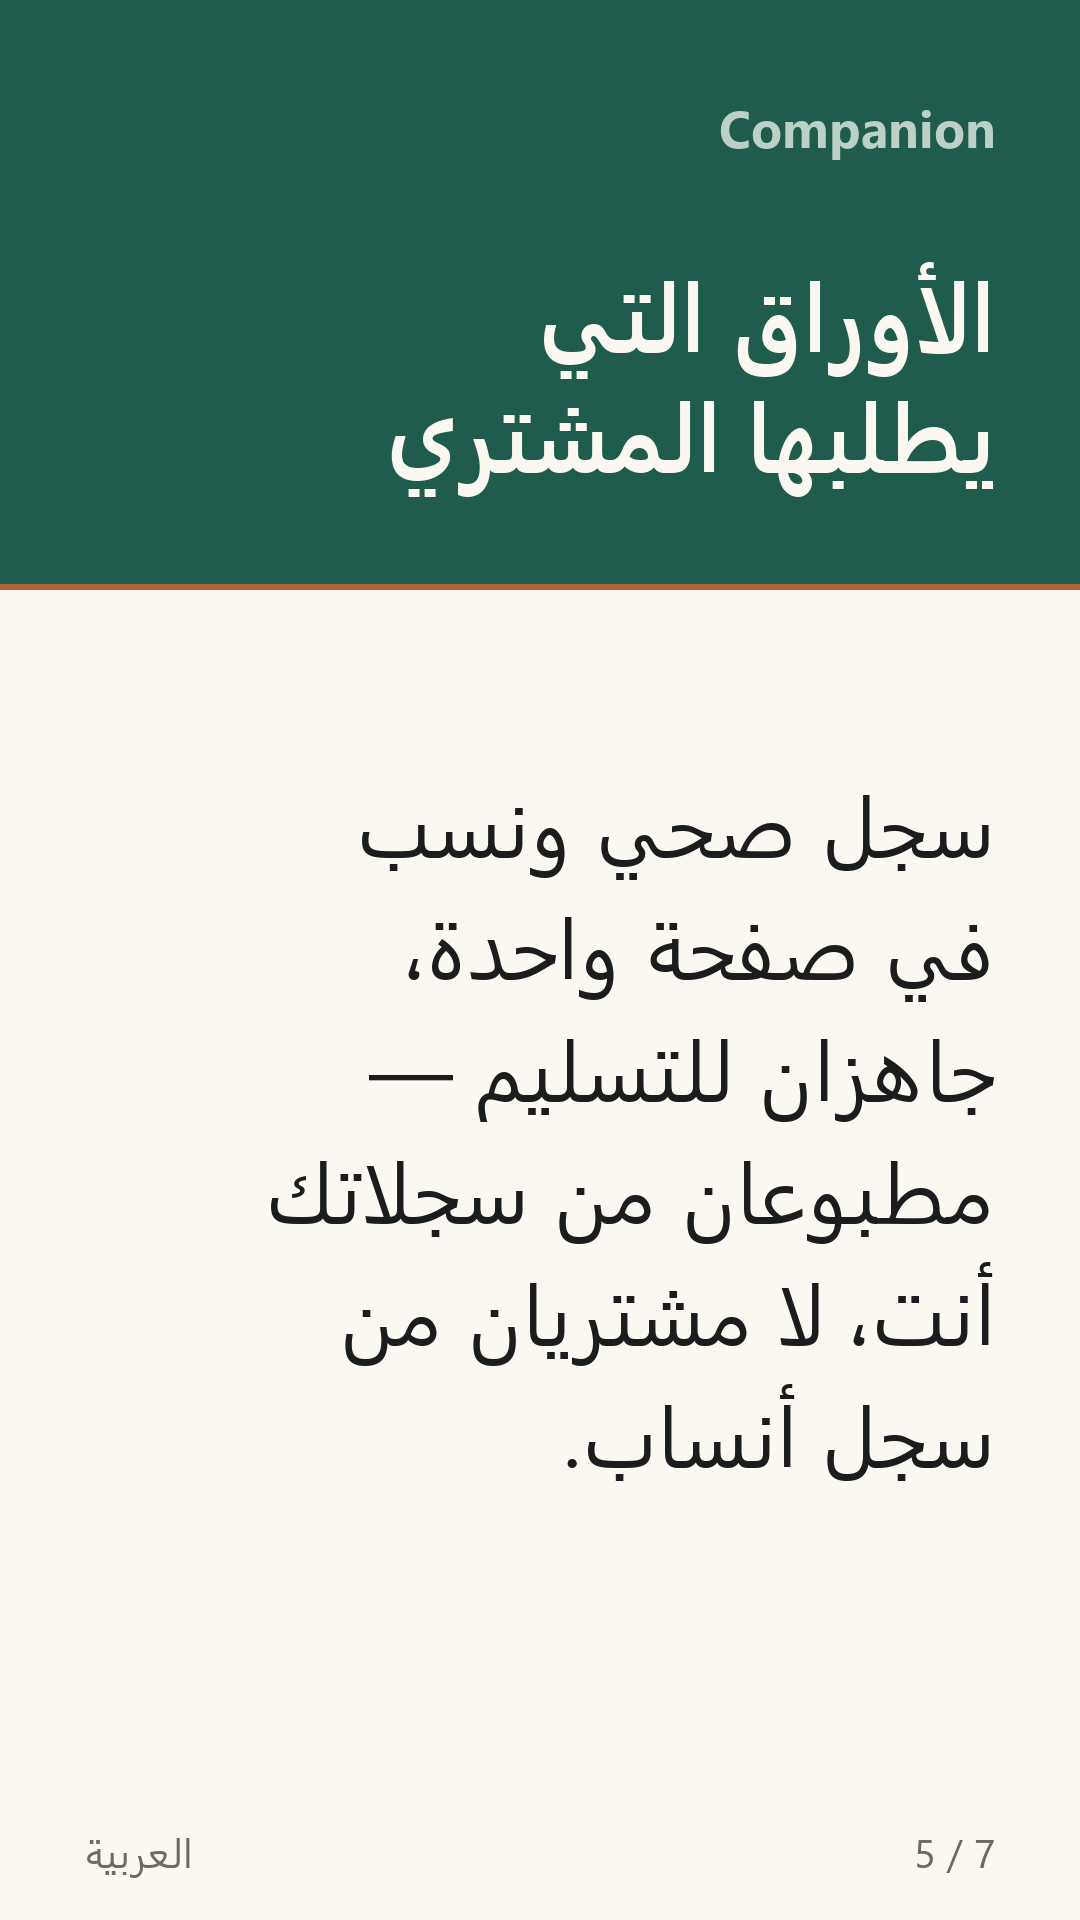 Companion
الأوراق التي
يطلبها المشتري
سجل صحي ونسب
في صفحة واحدة،
جاهزان للتسليم —
مطبوعان من سجلاتك
أنت، لا مشتريان من
سجل أنساب.
5 / 7
العربية